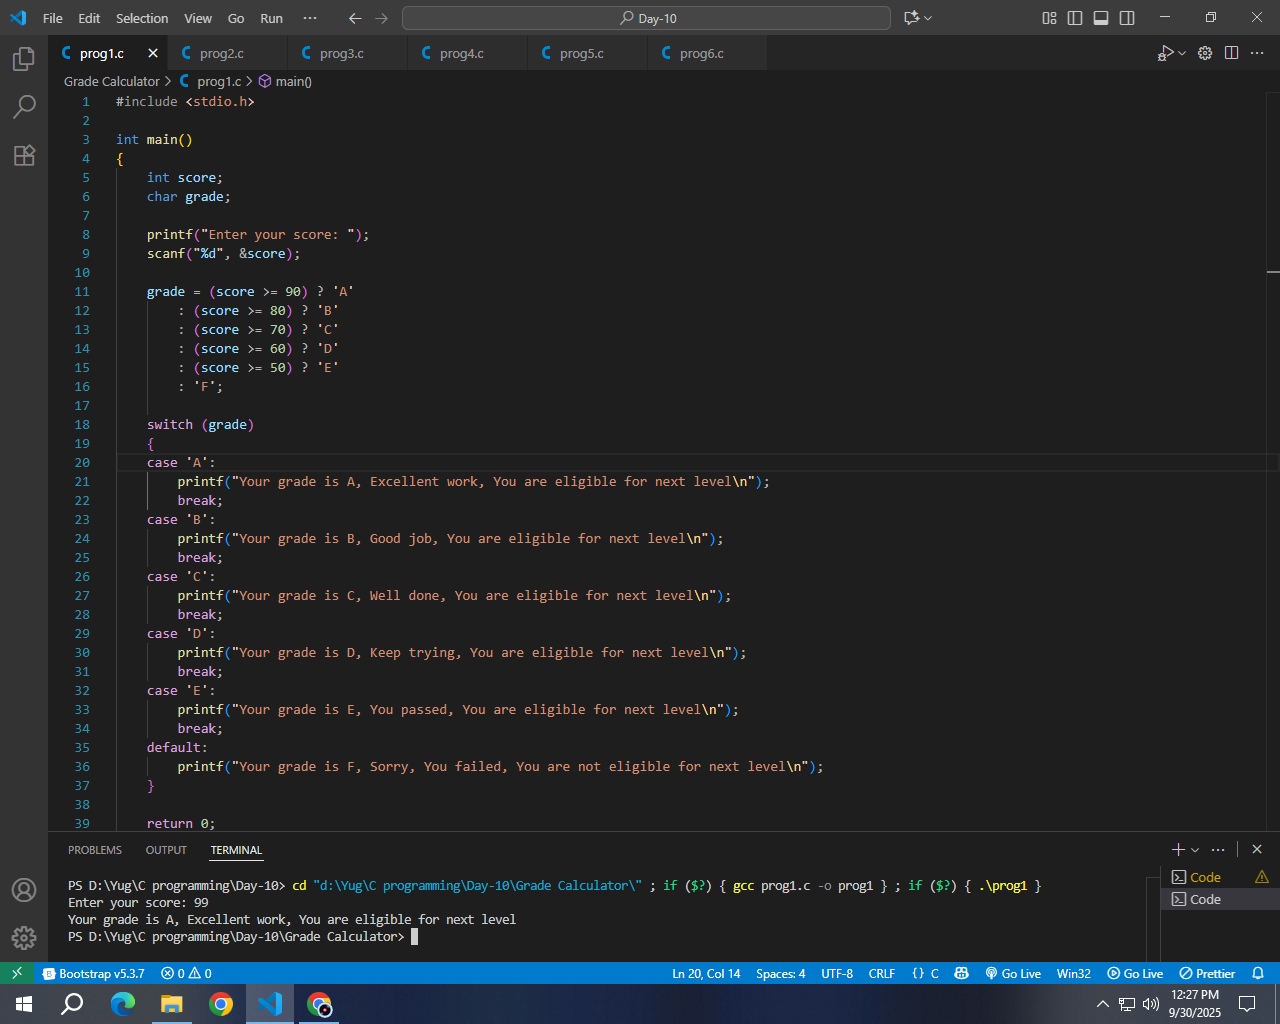 File Edit Selection View Go Run ··· Day-10
prog1.c prog2.c prog3.c prog4.c prog5.c prog6.c
Grade Calculator > prog1.c > main()
1 #include <stdio.h>
2
3 int main()
4 {
5 int score;
6 char grade;
7
8 printf("Enter your score: ");
9 scanf("%d", &score);
10
11 grade = (score >= 90) ? 'A'
12 : (score >= 80) ? 'B'
13 : (score >= 70) ? 'C'
14 : (score >= 60) ? 'D'
15 : (score >= 50) ? 'E'
16 : 'F';
17
18 switch (grade)
19 {
20 case 'A':
21 printf("Your grade is A, Excellent work, You are eligible for next level\n");
22 break;
23 case 'B':
24 printf("Your grade is B, Good job, You are eligible for next level\n");
25 break;
26 case 'C':
27 printf("Your grade is C, Well done, You are eligible for next level\n");
28 break;
29 case 'D':
30 printf("Your grade is D, Keep trying, You are eligible for next level\n");
31 break;
32 case 'E':
33 printf("Your grade is E, You passed, You are eligible for next level\n");
34 break;
35 default:
36 printf("Your grade is F, Sorry, You failed, You are not eligible for next level\n");
37 }
38
39 return 0;
PROBLEMS OUTPUT TERMINAL
PS D:\Yug\C programming\Day-10> cd "d:\Yug\C programming\Day-10\Grade Calculator\" ; if ($?) { gcc prog1.c -o prog1 } ; if ($?) { .\prog1 }
Enter your score: 99
Your grade is A, Excellent work, You are eligible for next level
PS D:\Yug\C programming\Day-10\Grade Calculator>
Code
Code
Bootstrap v5.3.7 0 0 Ln 20, Col 14 Spaces: 4 UTF-8 CRLF {} C Go Live Win32 Go Live Prettier
12:27 PM
9/30/2025